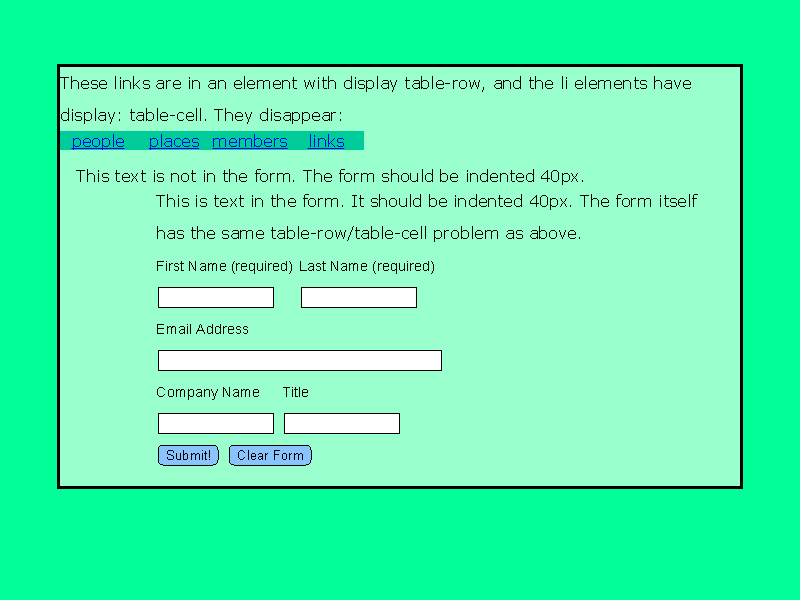 These links are in an element with display table-row, and the li elements have
display: table-cell. They disappear:
people places members links
This text is not in the form. The form should be indented 40px.
This is text in the form. It should be indented 40px. The form itself
has the same table-row/table-cell problem as above.
First Name (required) Last Name (required)
Email Address
Company Name Title
Submit! Clear Form